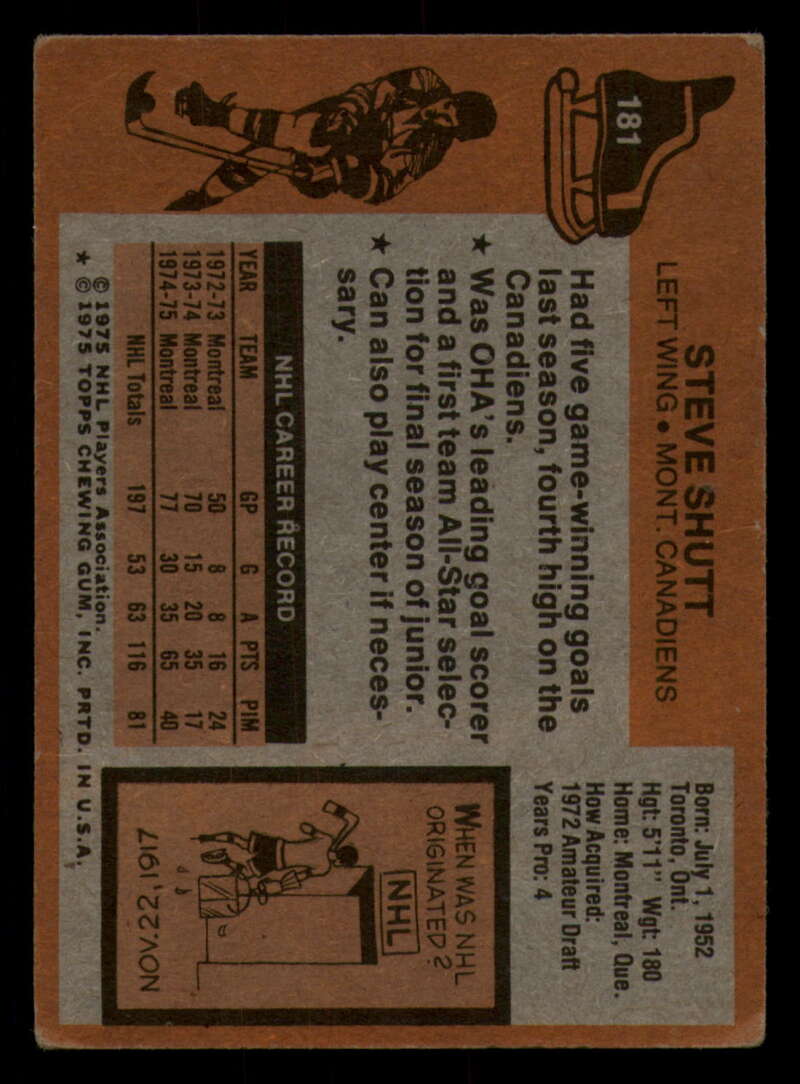 181
STEVE SHUTT
LEFT WING • MONT. CANADIENS
Born: July 1, 1952
Toronto, Ont.
Hgt: 5'11" Wgt: 180
Home: Montreal, Que.
How Acquired:
1972 Amateur Draft
Years Pro: 4
Had five game-winning goals
last season, fourth high on the
Canadiens.
★ Was OHA's leading goal scorer
and a first team All-Star selec-
tion for final season of junior.
★ Can also play center if neces-
sary.
NHL CAREER RECORD
YEAR TEAM GP G A PTS PIM
1972-73 Montreal 50 8 8 16 24
1973-74 Montreal 70 15 20 35 17
1974-75 Montreal 77 30 35 65 40
NHL Totals 197 53 63 116 81
WHEN WAS NHL
ORIGINATED?
NHL
NOV. 22, 1917
© 1975 NHL Players Association.
★ © 1975 TOPPS CHEWING GUM, INC. PRTD. IN U.S.A.